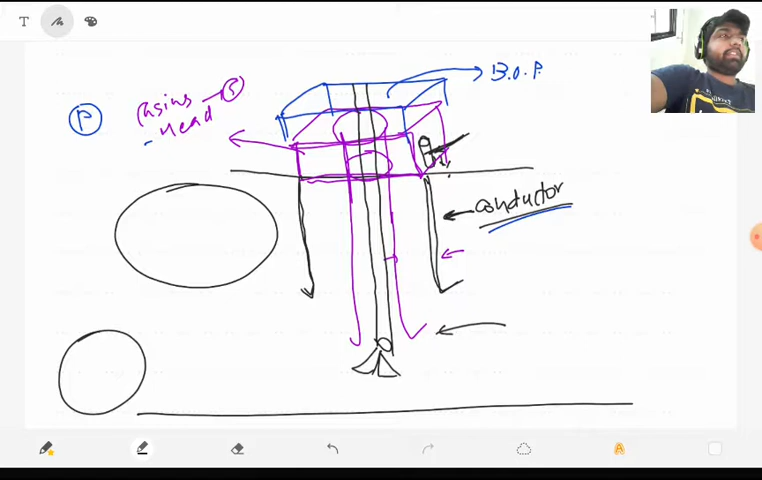 B.O.P.
P
Casing
Head
conductor
T
A